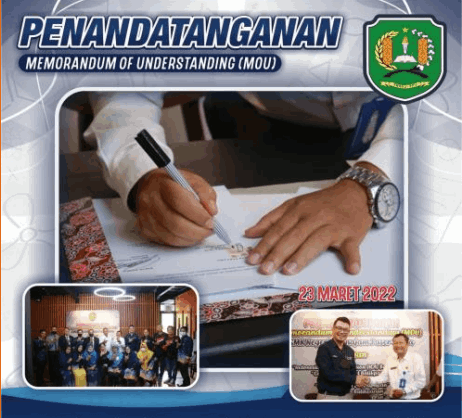 PENANDATANGANAN
MEMORANDUM OF UNDERSTANDING (MOU)
23 MARET 2022